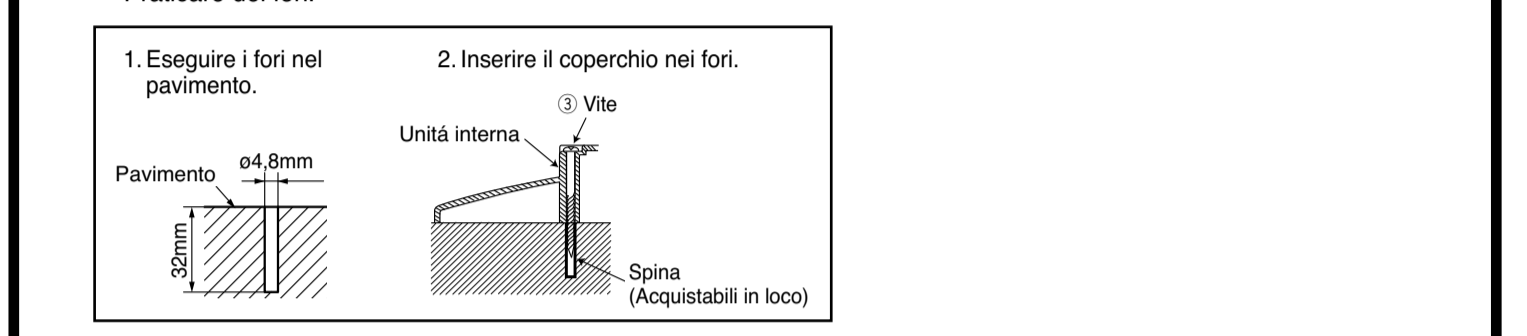 1. Eseguire i fori nel
pavimento.
2. Inserire il coperchio nei fori.
③ Vite
Unitá interna
Pavimento
ø4,8mm
32mm
Spina
(Acquistabili in loco)